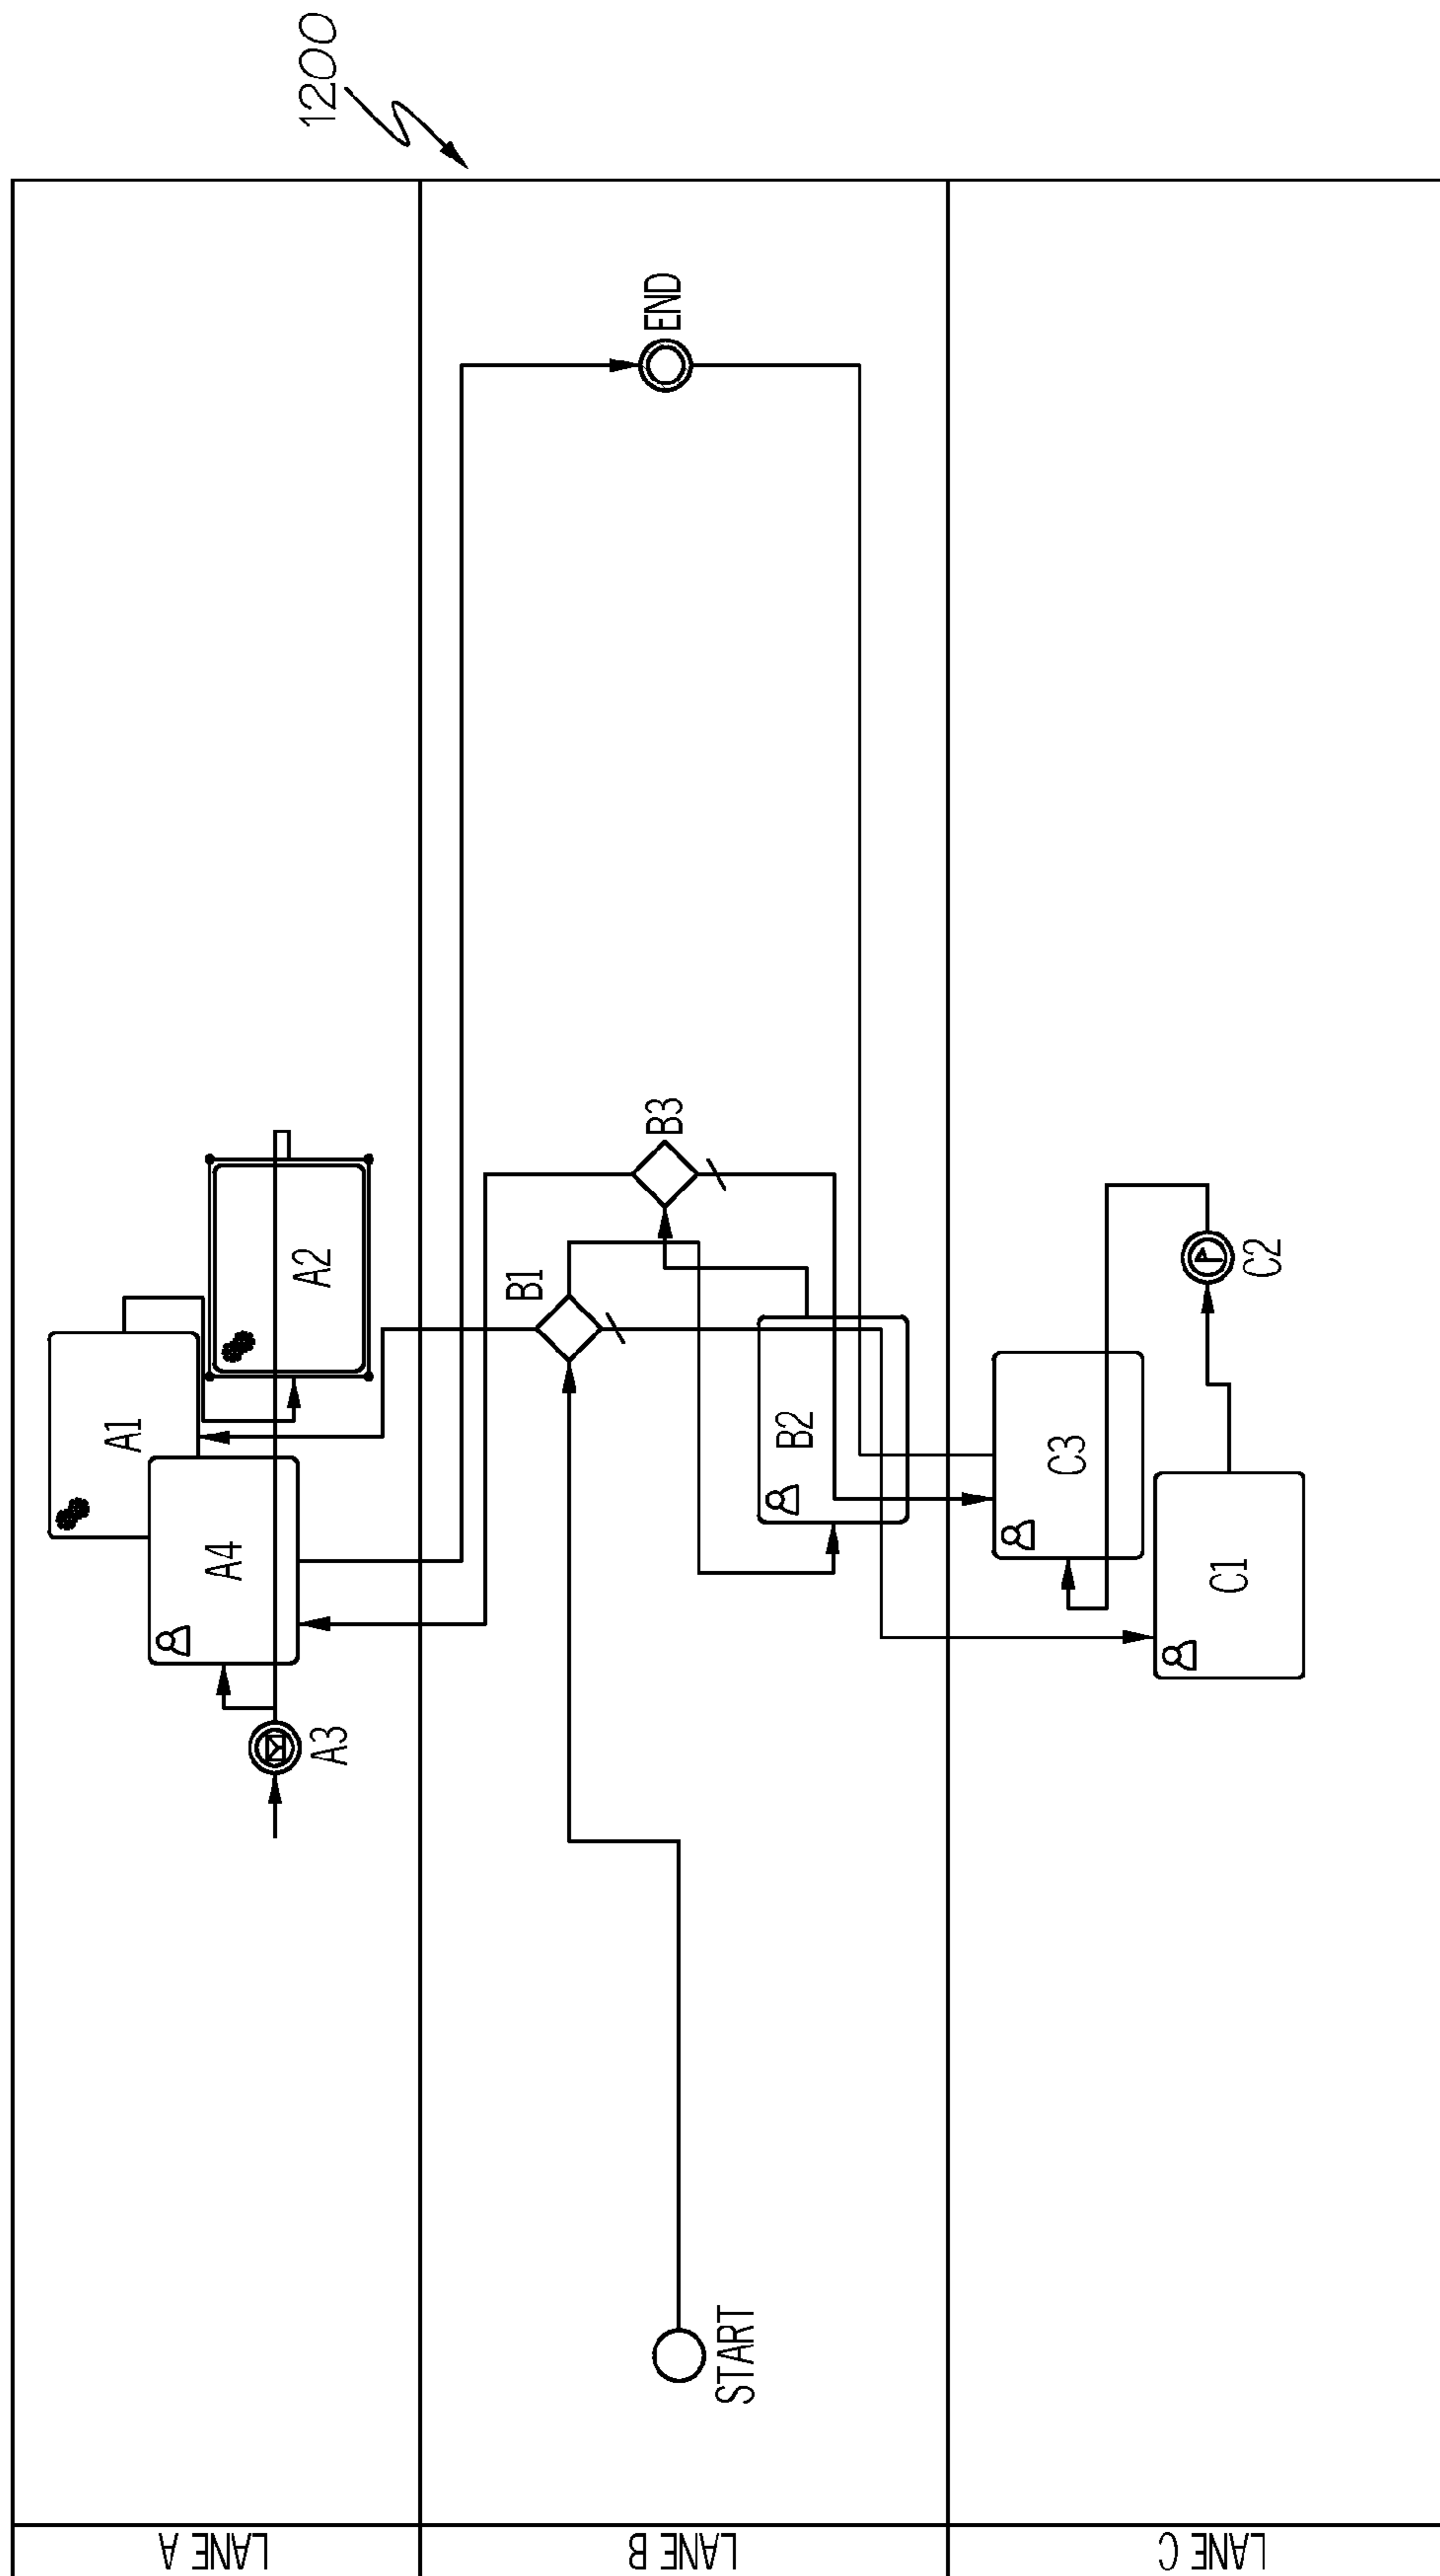 1200
LANE A
A1
A2
A4
A3
LANE B
START
B1
B3
B2
END
LANE C
C3
C1
C2